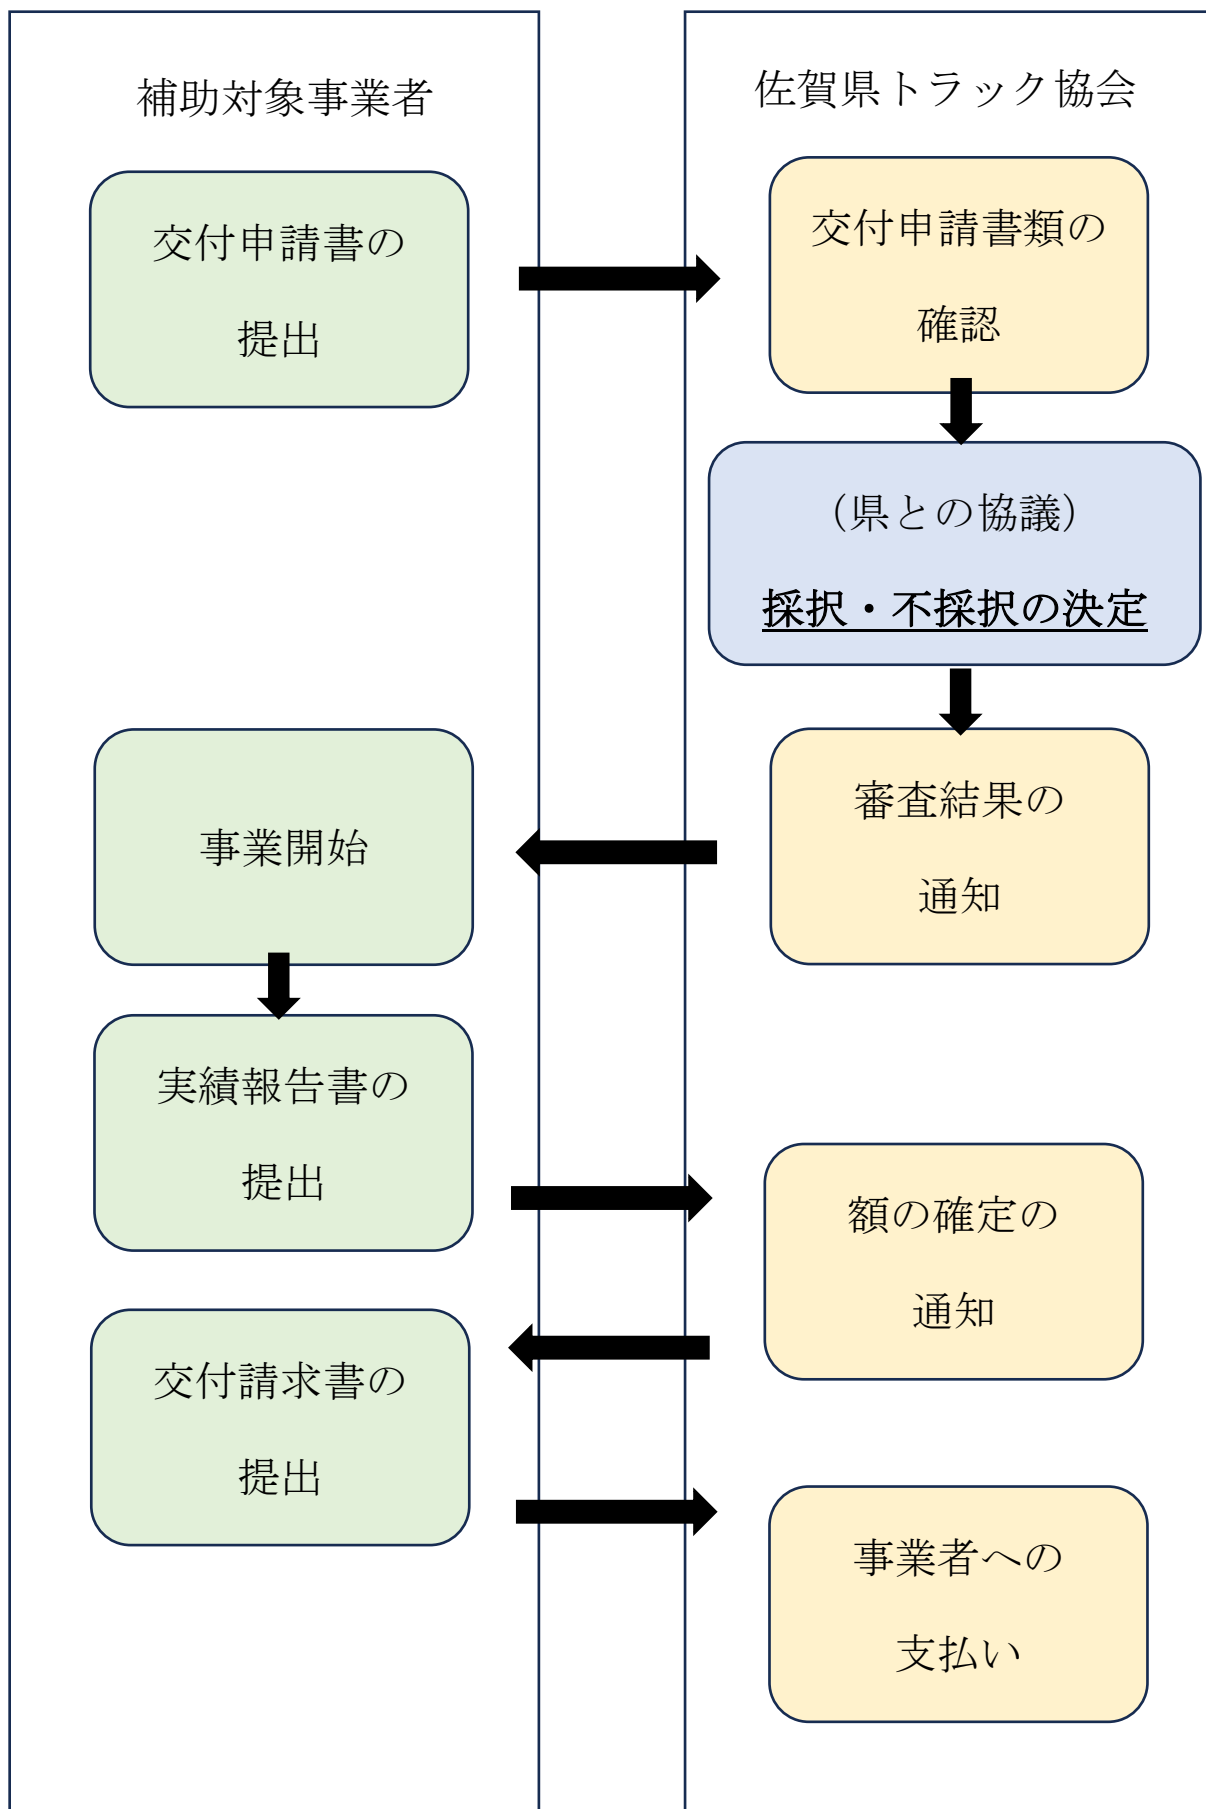 補助対象事業者
佐賀県トラック協会
交付申請書の
提出
交付申請書類の
確認
（県との協議）
採択・不採択の決定
審査結果の
通知
事業開始
実績報告書の
提出
額の確定の
通知
交付請求書の
提出
事業者への
支払い